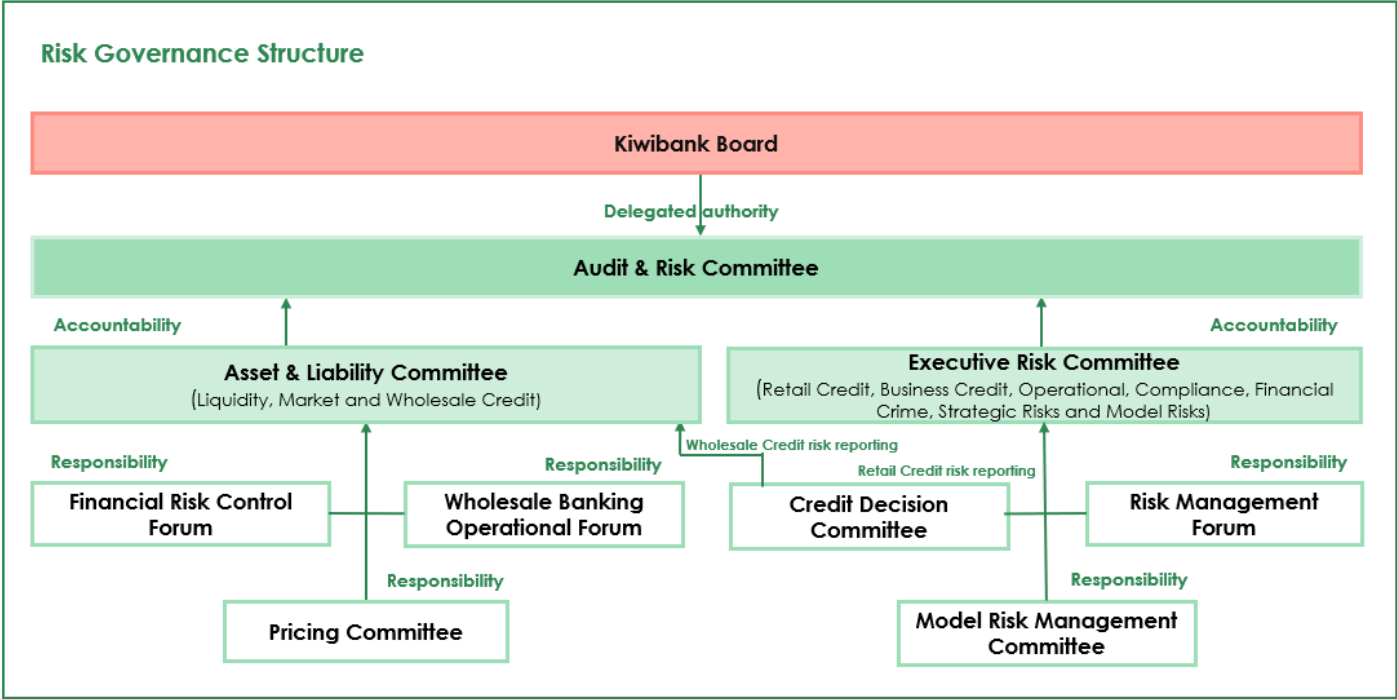 Risk Governance Structure
Kiwibank Board
Delegated authority
Audit & Risk Committee
Accountability
Accountability
Asset & Liability Committee
(Liquidity, Market and Wholesale Credit)
Executive Risk Committee
(Retail Credit, Business Credit, Operational, Compliance, Financial
Crime, Strategic Risks and Model Risks)
Wholesale Credit risk reporting
Retail Credit risk reporting
Responsibility
Financial Risk Control
Forum
Responsibility
Wholesale Banking
Operational Forum
Credit Decision
Committee
Responsibility
Risk Management
Forum
Responsibility
Pricing Committee
Responsibility
Model Risk Management
Committee